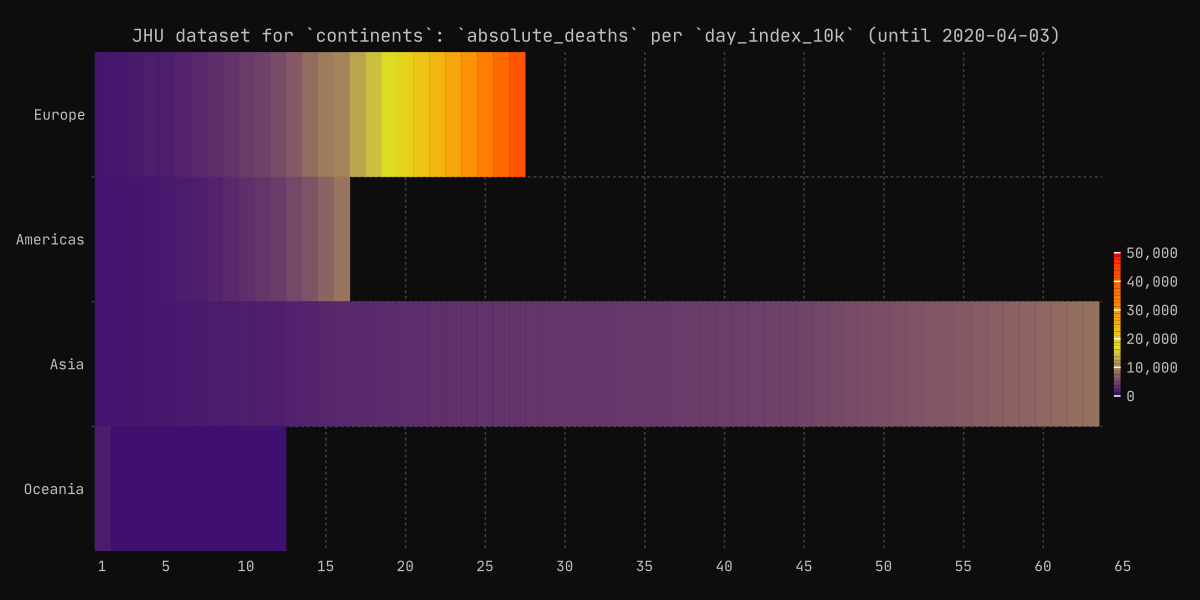 JHU dataset for `continents`: `absolute_deaths` per `day_index_10k` (until 2020-04-03)
Europe
Americas
Asia
Oceania
1 5 10 15 20 25 30 35 40 45 50 55 60 65
50,000
40,000
30,000
20,000
10,000
0